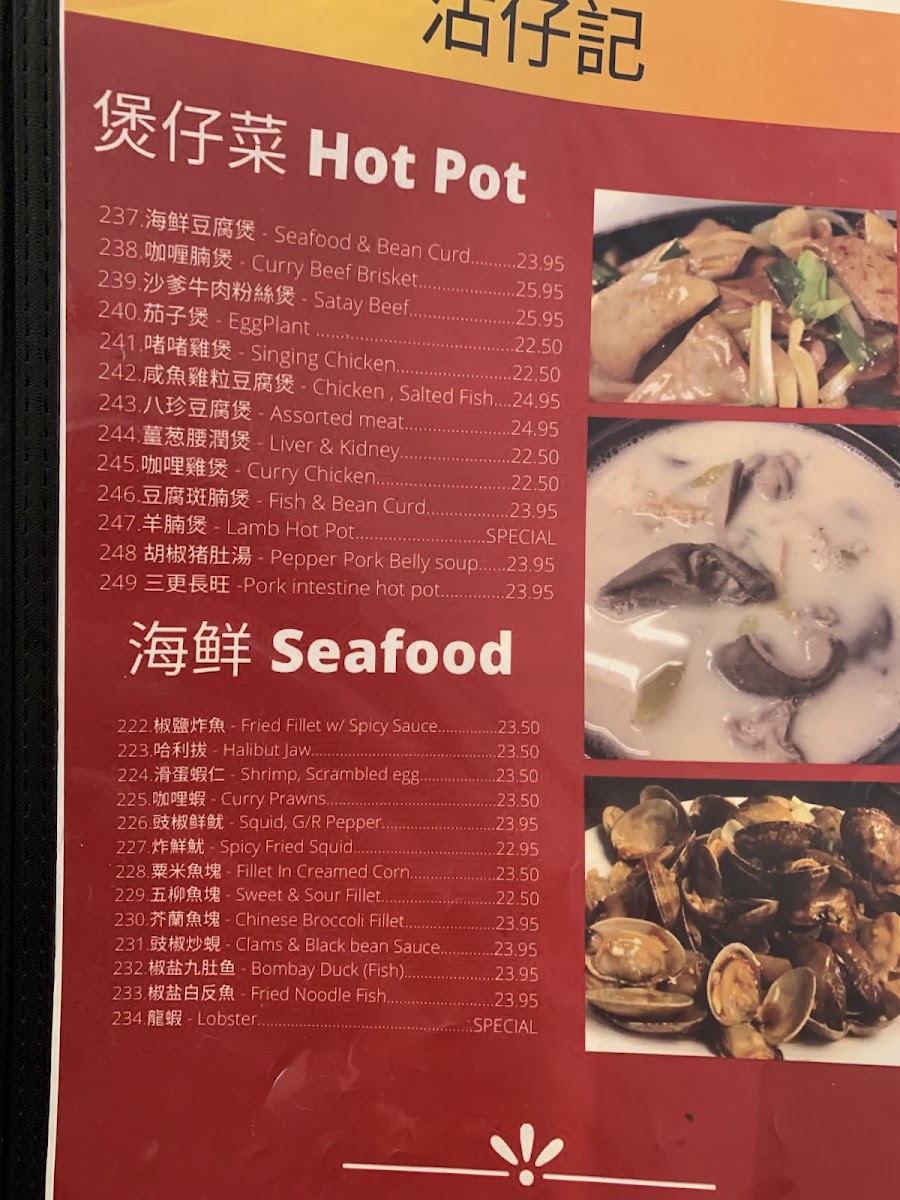 沾仔記
煲仔菜 Hot Pot
237.海鲜豆腐煲 - Seafood & Bean Curd.........23.95
238.咖喱腩煲 - Curry Beef Brisket...................25.95
239.沙爹牛肉粉絲煲 - Satay Beef.....................25.95
240.茄子煲 - EggPlant .....................................22.50
241.啫啫雞煲 - Singing Chicken......................22.50
242.咸魚雞粒豆腐煲 - Chicken , Salted Fish....24.95
243.八珍豆腐煲 - Assorted meat....................24.95
244.薑葱腰潤煲 - Liver & Kidney.....................22.50
245.咖哩雞煲 - Curry Chicken.........................22.50
246.豆腐斑腩煲 - Fish & Bean Curd................23.95
247.羊腩煲 - Lamb Hot Pot.........................SPECIAL
248 胡椒猪肚湯 - Pepper Pork Belly soup......23.95
249 三更長旺 -Pork intestine hot pot...............23.95
海鲜 Seafood
222.椒鹽炸魚 - Fried Fillet w/ Spicy Sauce.............23.50
223.哈利拔 - Halibut Jaw.........................................23.50
224.滑蛋蝦仁 - Shrimp, Scrambled egg.................23.50
225.咖哩蝦 - Curry Prawns......................................23.50
226.豉椒鮮魷 - Squid, G/R Pepper.........................23.95
227.炸鮮魷 - Spicy Fried Squid................................22.95
228.粟米魚塊 - Fillet In Creamed Corn...................23.50
229.五柳魚塊 - Sweet & Sour Fillet.........................22.50
230.芥蘭魚塊 - Chinese Broccoli Fillet....................23.95
231.豉椒炒蜆 - Clams & Black bean Sauce............23.95
232.椒盐九肚鱼 - Bombay Duck (Fish)...................23.95
233.椒盐白反魚 - Fried Noodle Fish........................23.95
234.龍蝦 - Lobster.................................................SPECIAL